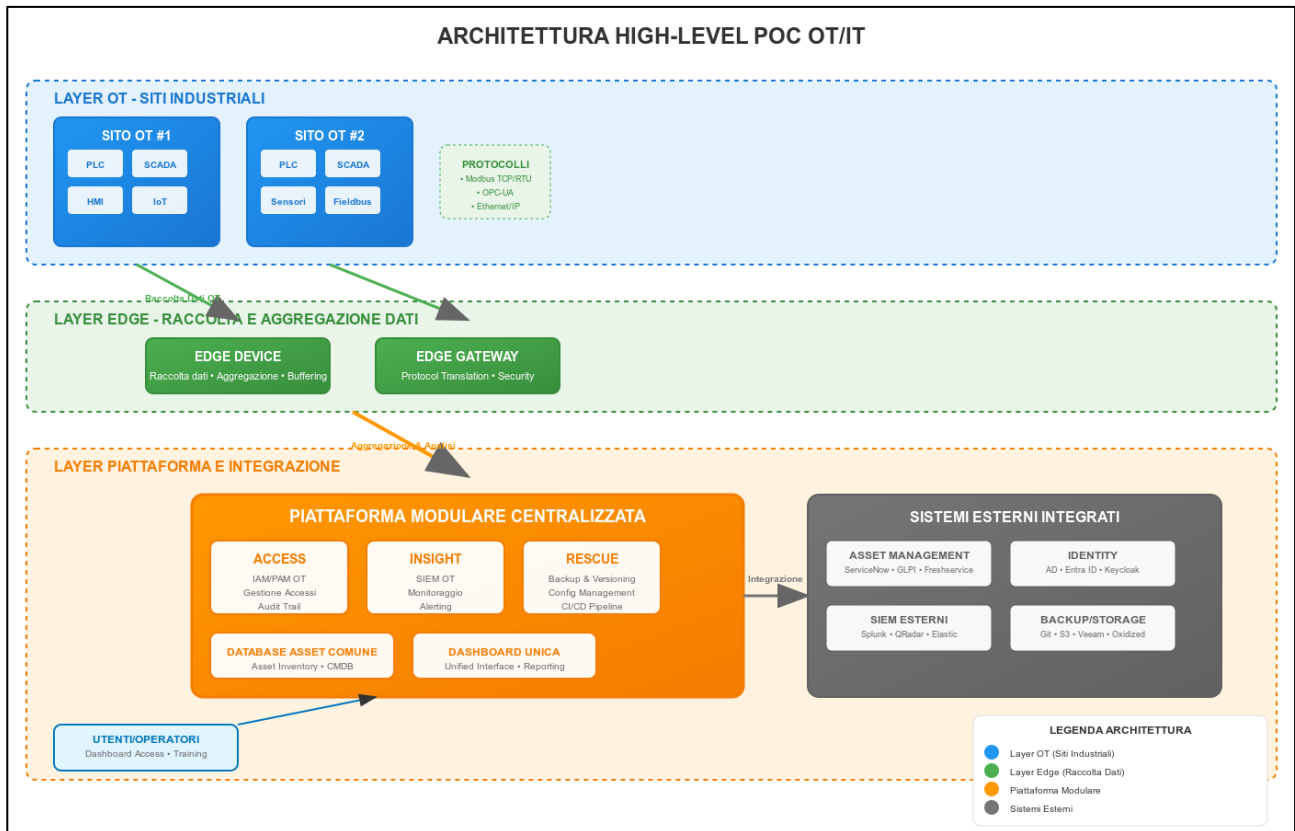 ARCHITETTURA HIGH-LEVEL POC OT/IT
LAYER OT - SITI INDUSTRIALI
SITO OT #1
PLC
SCADA
HMI
IoT
SITO OT #2
PLC
SCADA
Sensori
Fieldbus
PROTOCOLLI
• Modbus TCP/RTU
• OPC-UA
• Ethernet/IP
Raccolta Dati OT
LAYER EDGE - RACCOLTA E AGGREGAZIONE DATI
EDGE DEVICE
Raccolta dati • Aggregazione • Buffering
EDGE GATEWAY
Protocol Translation • Security
Aggregazione & Analisi
LAYER PIATTAFORMA E INTEGRAZIONE
PIATTAFORMA MODULARE CENTRALIZZATA
ACCESS
IAM/PAM OT
Gestione Accessi
Audit Trail
INSIGHT
SIEM OT
Monitoraggio
Alerting
RESCUE
Backup & Versioning
Config Management
CI/CD Pipeline
DATABASE ASSET COMUNE
Asset Inventory • CMDB
DASHBOARD UNICA
Unified Interface • Reporting
Integrazione
SISTEMI ESTERNI INTEGRATI
ASSET MANAGEMENT
ServiceNow • GLPI • Freshservice
IDENTITY
AD • Entra ID • Keycloak
SIEM ESTERNI
Splunk • QRadar • Elastic
BACKUP/STORAGE
Git • S3 • Veeam • Oxidized
UTENTI/OPERATORI
Dashboard Access • Training
LEGENDA ARCHITETTURA
Layer OT (Siti Industriali)
Layer Edge (Raccolta Dati)
Piattaforma Modulare
Sistemi Esterni